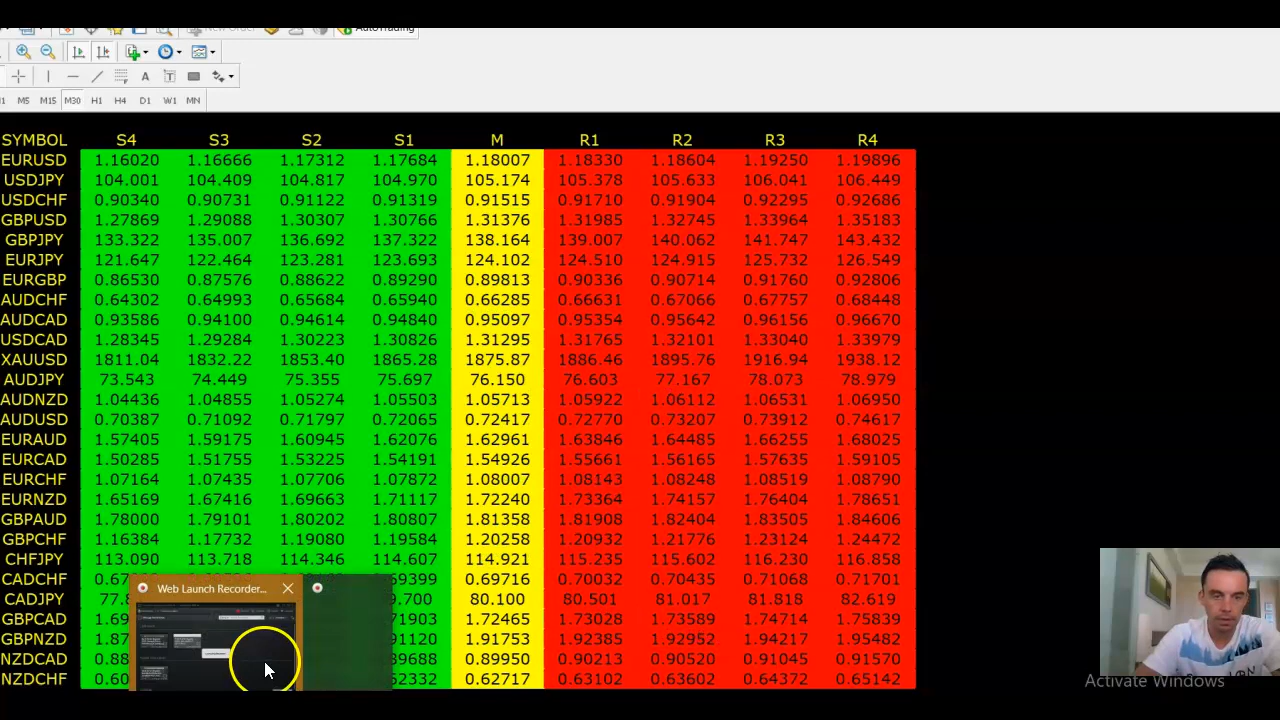 New Order AutoTrading
A T
M5 M15 M30 H1 H4 D1 W1 MN
SYMBOL S4 S3 S2 S1 M R1 R2 R3 R4
EURUSD 1.16020 1.16666 1.17312 1.17684 1.18007 1.18330 1.18604 1.19250 1.19896
USDJPY 104.001 104.409 104.817 104.970 105.174 105.378 105.633 106.041 106.449
USDCHF 0.90340 0.90731 0.91122 0.91319 0.91515 0.91710 0.91904 0.92295 0.92686
GBPUSD 1.27869 1.29088 1.30307 1.30766 1.31376 1.31985 1.32745 1.33964 1.35183
GBPJPY 133.322 135.007 136.692 137.322 138.164 139.007 140.062 141.747 143.432
EURJPY 121.647 122.464 123.281 123.693 124.102 124.510 124.915 125.732 126.549
EURGBP 0.86530 0.87576 0.88622 0.89290 0.89813 0.90336 0.90714 0.91760 0.92806
AUDCHF 0.64302 0.64993 0.65684 0.65940 0.66285 0.66631 0.67066 0.67757 0.68448
AUDCAD 0.93586 0.94100 0.94614 0.94840 0.95097 0.95354 0.95642 0.96156 0.96670
USDCAD 1.28345 1.29284 1.30223 1.30826 1.31295 1.31765 1.32101 1.33040 1.33979
XAUUSD 1811.04 1832.22 1853.40 1865.28 1875.87 1886.46 1895.76 1916.94 1938.12
AUDJPY 73.543 74.449 75.355 75.697 76.150 76.603 77.167 78.073 78.979
AUDNZD 1.04436 1.04855 1.05274 1.05503 1.05713 1.05922 1.06112 1.06531 1.06950
AUDUSD 0.70387 0.71092 0.71797 0.72065 0.72417 0.72770 0.73207 0.73912 0.74617
EURAUD 1.57405 1.59175 1.60945 1.62076 1.62961 1.63846 1.64485 1.66255 1.68025
EURCAD 1.50285 1.51755 1.53225 1.54191 1.54926 1.55661 1.56165 1.57635 1.59105
EURCHF 1.07164 1.07435 1.07706 1.07872 1.08007 1.08143 1.08248 1.08519 1.08790
EURNZD 1.65169 1.67416 1.69663 1.71117 1.72240 1.73364 1.74157 1.76404 1.78651
GBPAUD 1.78000 1.79101 1.80202 1.80807 1.81358 1.81908 1.82404 1.83505 1.84606
GBPCHF 1.16384 1.17732 1.19080 1.19584 1.20258 1.20932 1.21776 1.23124 1.24472
CHFJPY 113.090 113.718 114.346 114.607 114.921 115.235 115.602 116.230 116.858
CADCHF 0.67 69399 0.69716 0.70032 0.70435 0.71068 0.71701
Web Launch Recorder...
CADJPY 77.8 9.700 80.100 80.501 81.017 81.818 82.619
GBPCAD 1.69 71903 1.72465 1.73028 1.73589 1.74714 1.75839
GBPNZD 1.87 91120 1.91753 1.92385 1.92952 1.94217 1.95482
NZDCAD 0.88 89688 0.89950 0.90213 0.90520 0.91045 0.91570
NZDCHF 0.60 62332 0.62717 0.63102 0.63602 0.64372 0.65142
Activate Windows